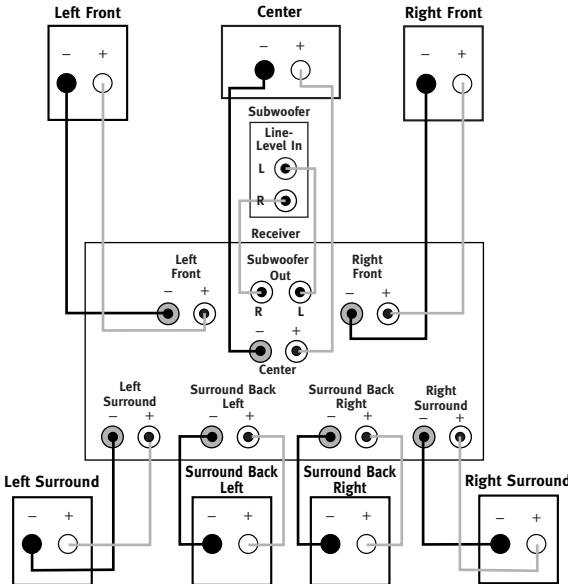 Left Front
Center
Right Front
− +
− +
− +
Subwoofer
Line-
Level In
L
R
Receiver
Left
Front
Subwoofer
Out
Right
Front
− +
R L
− +
− +
Center
Left
Surround
Surround Back
Left
Surround Back
Right
Right
Surround
− +
− +
− +
− +
Left Surround
Surround Back
Left
Surround Back
Right
Right Surround
− +
− +
− +
− +